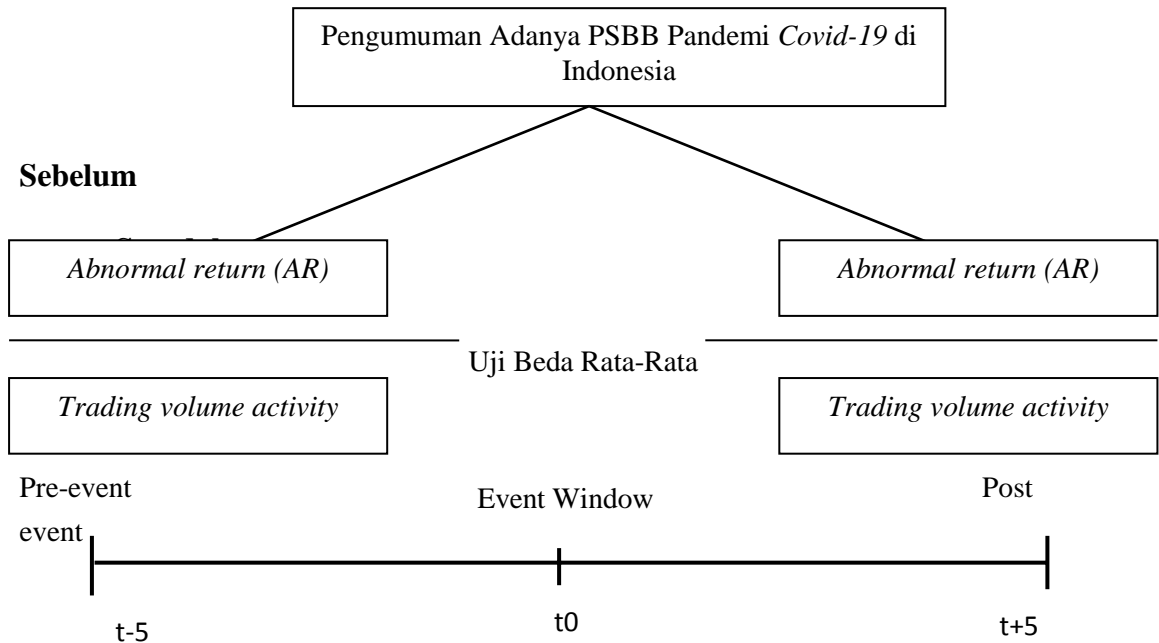 Pengumuman Adanya PSBB Pandemi Covid-19 di
Indonesia
Sebelum
Abnormal return (AR)
Abnormal return (AR)
Uji Beda Rata-Rata
Trading volume activity
Trading volume activity
Pre-event
Event Window
Post
event
t-5
t0
t+5